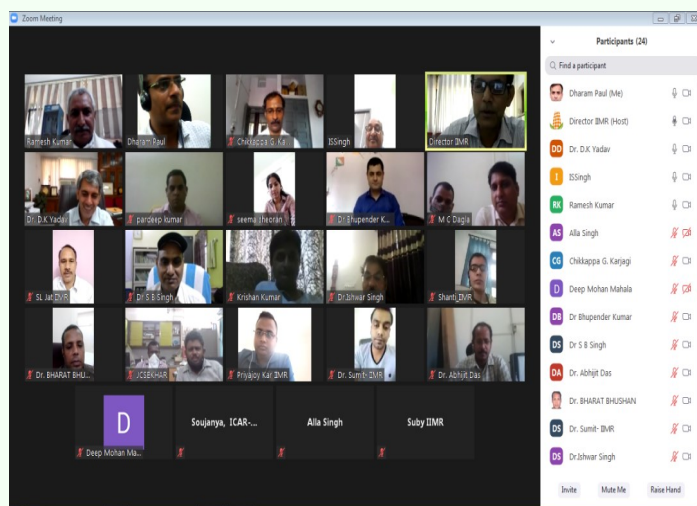 Zoom Meeting
Participants (24)
Find a participant
Ramesh Kumar
Dharam Paul
Chikkappa G. Ka...
ISSingh
Director IIMR
Dr. D.K Yadav
pardeep kumar
seema sheoran
Dr Bhupender K...
M C Dagla
SL Jat IIMR
Dr S B Singh
Krishan Kumar
Dr.Ishwar Singh
Shanti_IIMR
Dr. BHARAT BHU...
JCSEKHAR
Priyajoy Kar IIMR
Dr. Sumit- IIMR
Dr. Abhijit Das
D
Deep Mohan Ma...
Soujanya, ICAR-...
Alla Singh
Suby IIMR
Dharam Paul (Me)
Director IIMR (Host)
DD Dr. D.K Yadav
I ISSingh
RK Ramesh Kumar
AS Alla Singh
CG Chikkappa G. Karjagi
D Deep Mohan Mahala
DB Dr Bhupender Kumar
DS Dr S B Singh
DA Dr. Abhijit Das
Dr. BHARAT BHUSHAN
DS Dr. Sumit- IIMR
DS Dr.Ishwar Singh
Invite Mute Me Raise Hand